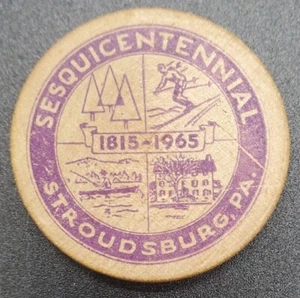 SESQUICENTENNIAL
1815-1965
STROUDSBURG, PA